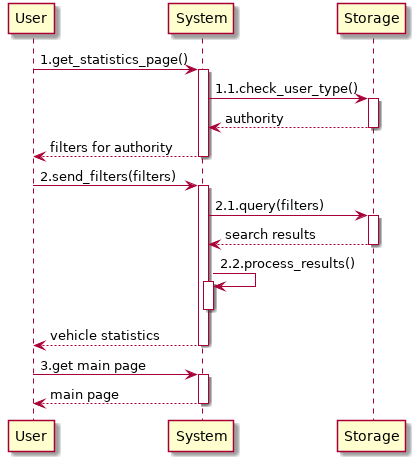 User System Storage
1.get_statistics_page()
1.1.check_user_type()
authority
filters for authority
2.send_filters(filters)
2.1.query(filters)
search results
2.2.process_results()
vehicle statistics
3.get main page
main page
User System Storage